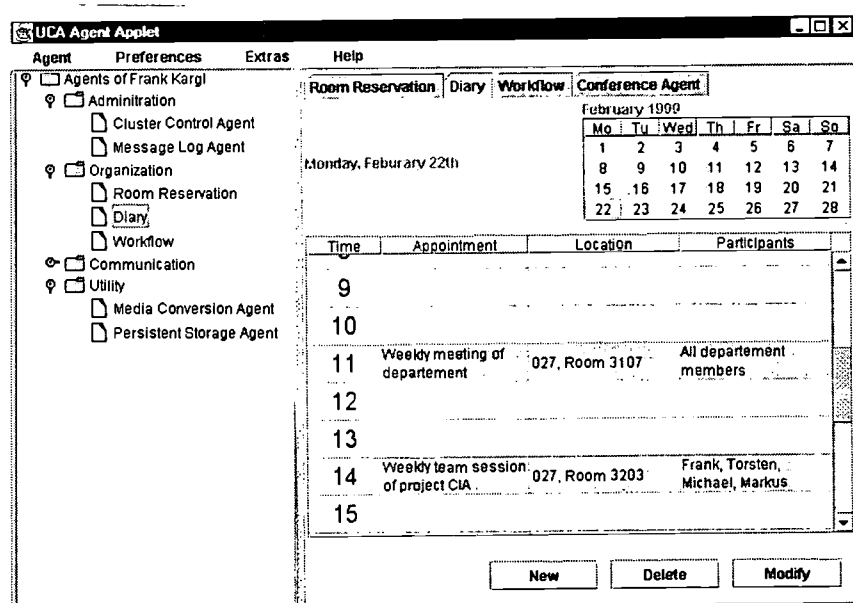 UCA Agent Applet
Agent Preferences Extras Help
Agents of Frank Kargl
Adminitration
Cluster Control Agent
Message Log Agent
Organization
Room Reservation
Diary
Workflow
Communication
Utility
Media Conversion Agent
Persistent Storage Agent
Room Reservation Diary Workflow Conference Agent
February 1999
Mo Tu Wed Th Fr Sa So
1 2 3 4 5 6 7
8 9 10 11 12 13 14
15 16 17 18 19 20 21
22 23 24 25 26 27 28
Monday, Feburary 22th
Time Appointment Location Participants
9
10
11 Weekly meeting of departement 027, Room 3107 All departement members
12
13
14 Weekly team session of project CIA 027, Room 3203 Frank, Torsten, Michael, Markus
15
New Delete Modify